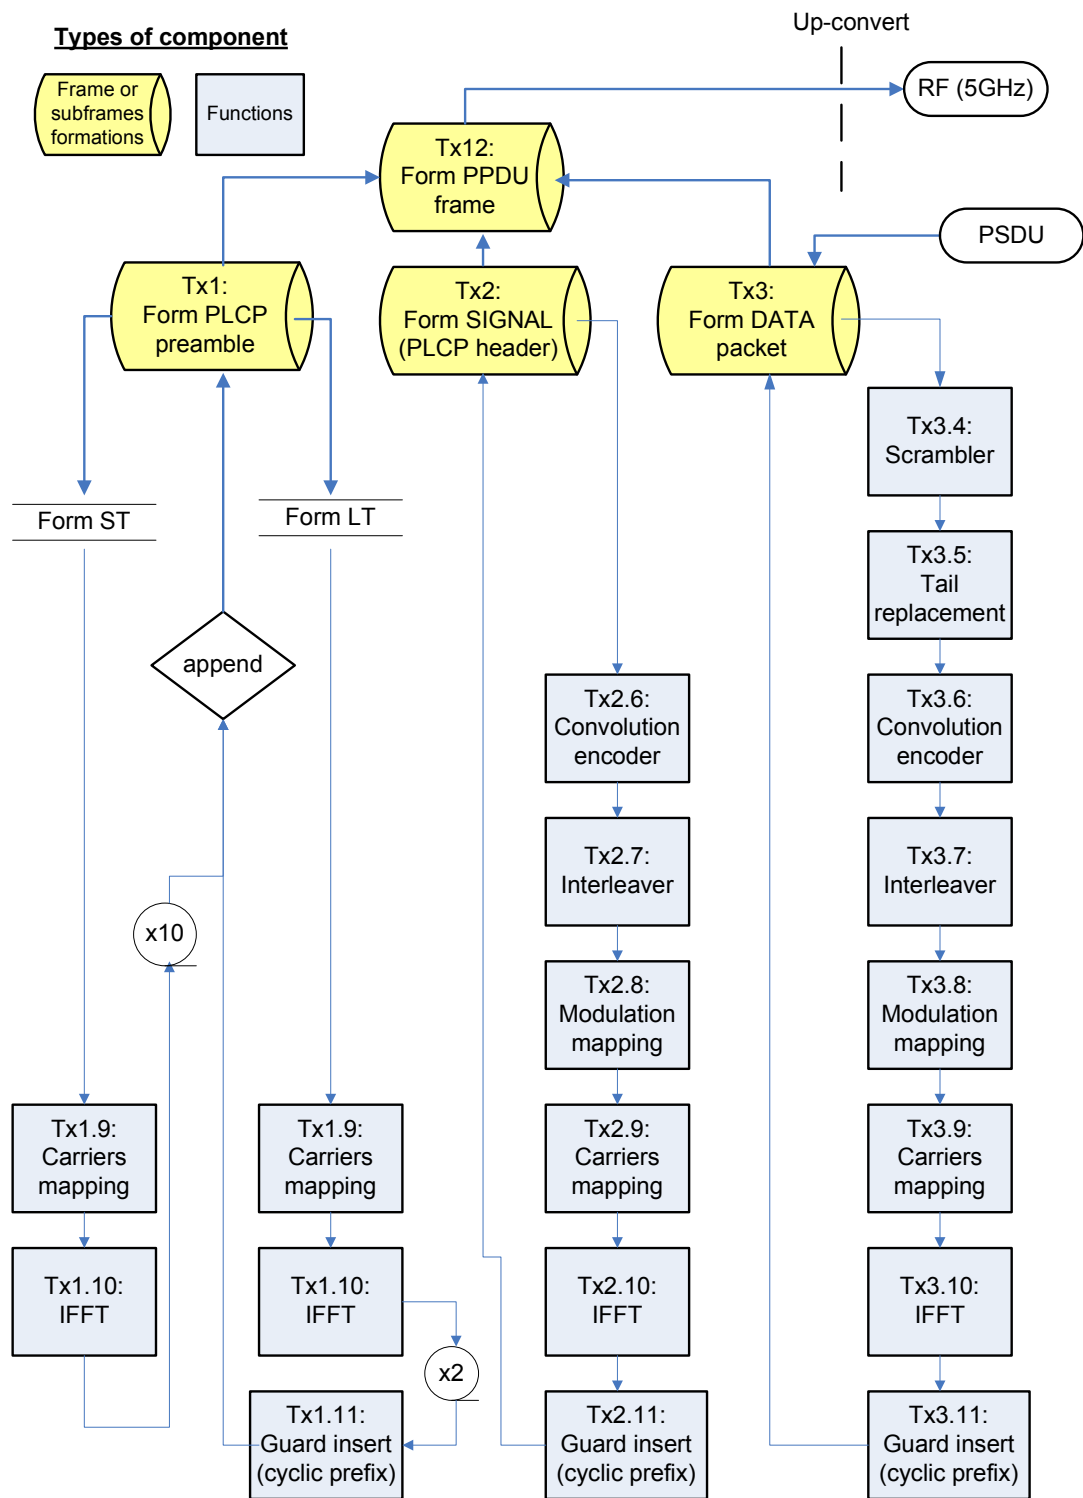 Types of component
Up-convert
Frame or
subframes
formations
Functions
RF (5GHz)
Tx12:
Form PPDU
frame
PSDU
Tx1:
Form PLCP
preamble
Tx2:
Form SIGNAL
(PLCP header)
Tx3:
Form DATA
packet
Tx3.4:
Scrambler
Form ST
Form LT
Tx3.5:
Tail
replacement
append
Tx2.6:
Convolution
encoder
Tx3.6:
Convolution
encoder
Tx2.7:
Interleaver
Tx3.7:
Interleaver
x10
Tx2.8:
Modulation
mapping
Tx3.8:
Modulation
mapping
Tx1.9:
Carriers
mapping
Tx1.9:
Carriers
mapping
Tx2.9:
Carriers
mapping
Tx3.9:
Carriers
mapping
Tx1.10:
IFFT
Tx1.10:
IFFT
Tx2.10:
IFFT
Tx3.10:
IFFT
x2
Tx1.11:
Guard insert
(cyclic prefix)
Tx2.11:
Guard insert
(cyclic prefix)
Tx3.11:
Guard insert
(cyclic prefix)